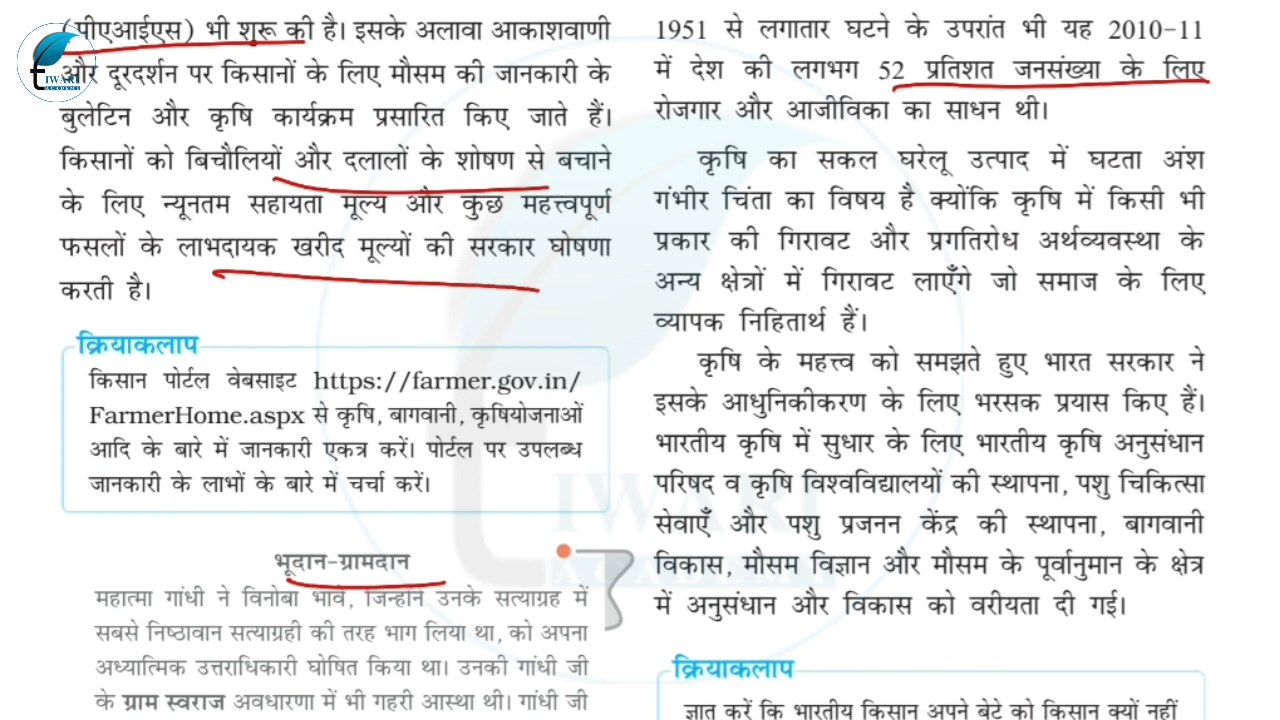 (पीएआईएस) भी शुरू की है। इसके अलावा आकाशवाणी
और दूरदर्शन पर किसानों के लिए मौसम की जानकारी के
बुलेटिन और कृषि कार्यक्रम प्रसारित किए जाते हैं।
किसानों को बिचौलियों और दलालों के शोषण से बचाने
के लिए न्यूनतम सहायता मूल्य और कुछ महत्त्वपूर्ण
फसलों के लाभदायक खरीद मूल्यों की सरकार घोषणा
करती है।
क्रियाकलाप
किसान पोर्टल वेबसाइट https://farmer.gov.in/
FarmerHome.aspx से कृषि, बागवानी, कृषियोजनाओं
आदि के बारे में जानकारी एकत्र करें। पोर्टल पर उपलब्ध
जानकारी के लाभों के बारे में चर्चा करें।
भूदान-ग्रामदान
महात्मा गांधी ने विनोबा भावे, जिन्होंने उनके सत्याग्रह में
सबसे निष्ठावान सत्याग्रही की तरह भाग लिया था, को अपना
अध्यात्मिक उत्तराधिकारी घोषित किया था। उनकी गांधी जी
के ग्राम स्वराज अवधारणा में भी गहरी आस्था थी। गांधी जी
1951 से लगातार घटने के उपरांत भी यह 2010-11
में देश की लगभग 52 प्रतिशत जनसंख्या के लिए
रोजगार और आजीविका का साधन थी।
कृषि का सकल घरेलू उत्पाद में घटता अंश
गंभीर चिंता का विषय है क्योंकि कृषि में किसी भी
प्रकार की गिरावट और प्रगतिरोध अर्थव्यवस्था के
अन्य क्षेत्रों में गिरावट लाएँगे जो समाज के लिए
व्यापक निहितार्थ हैं।
कृषि के महत्त्व को समझते हुए भारत सरकार ने
इसके आधुनिकीकरण के लिए भरसक प्रयास किए हैं।
भारतीय कृषि में सुधार के लिए भारतीय कृषि अनुसंधान
परिषद व कृषि विश्वविद्यालयों की स्थापना, पशु चिकित्सा
सेवाएँ और पशु प्रजनन केंद्र की स्थापना, बागवानी
विकास, मौसम विज्ञान और मौसम के पूर्वानुमान के क्षेत्र
में अनुसंधान और विकास को वरीयता दी गई।
क्रियाकलाप
ज्ञात करें कि भारतीय किसान अपने बेटे को किसान क्यों नहीं
TIWARI
ACADEMY
IWARI
ACADEME